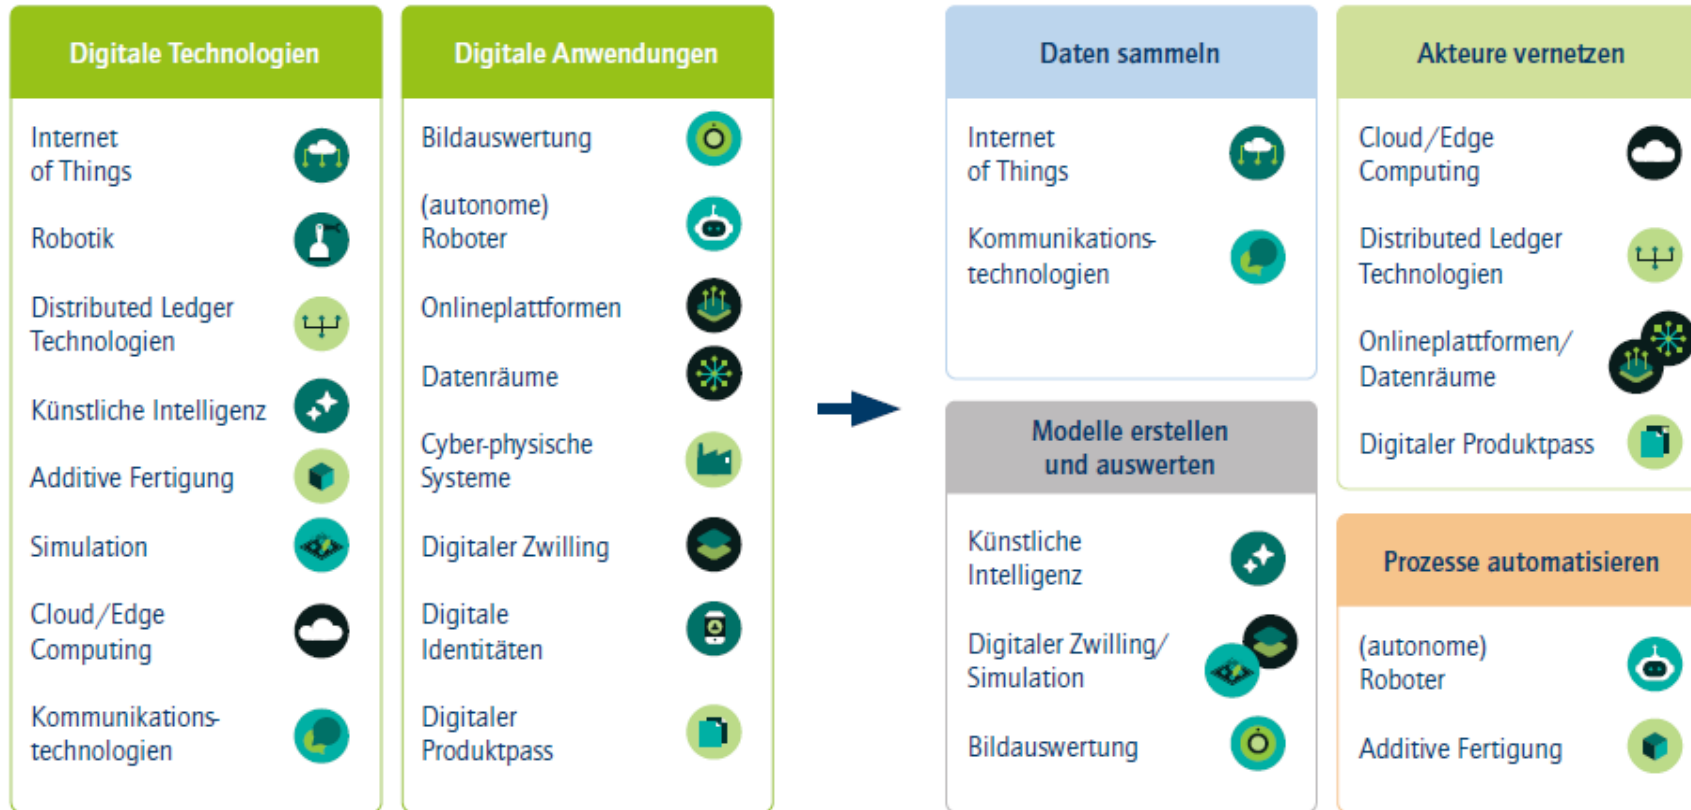 Digitale Technologien
Internet
of Things
Robotik
Distributed Ledger
Technologien
Künstliche Intelligenz
Additive Fertigung
Simulation
Cloud/Edge
Computing
Kommunikations-
technologien
Digitale Anwendungen
Bildauswertung
(autonome)
Roboter
Onlineplattformen
Datenräume
Cyber-physische
Systeme
Digitaler Zwilling
Digitale
Identitäten
Digitaler
Produktpass
Daten sammeln
Internet
of Things
Kommunikations-
technologien
Modelle erstellen
und auswerten
Künstliche
Intelligenz
Digitaler Zwilling/
Simulation
Bildauswertung
Akteure vernetzen
Cloud/Edge
Computing
Distributed Ledger
Technologien
Onlineplattformen/
Datenräume
Digitaler Produktpass
Prozesse automatisieren
(autonome)
Roboter
Additive Fertigung